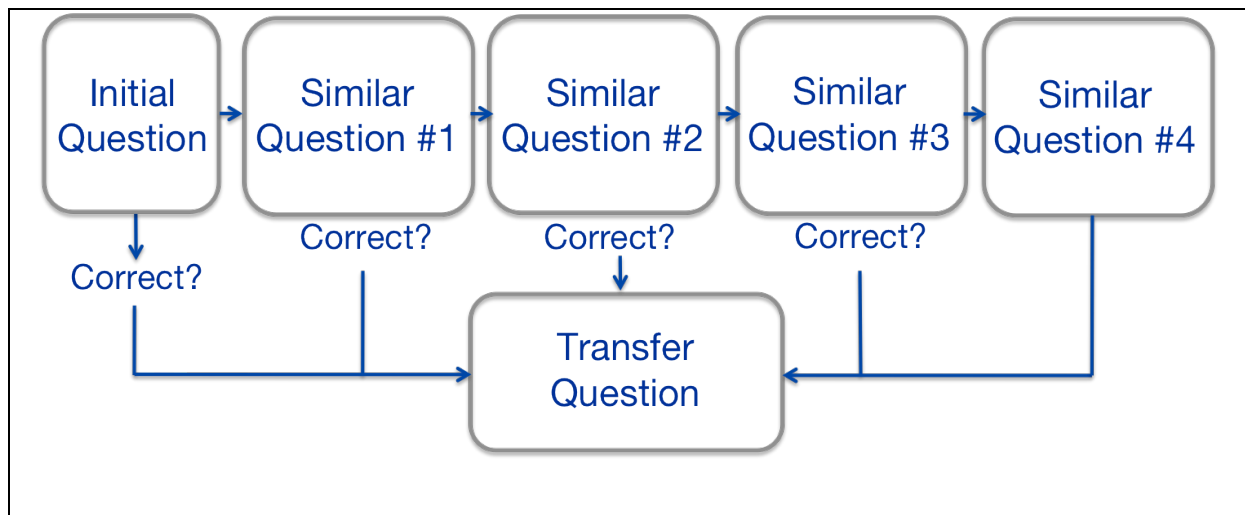 Initial
Question
Similar
Question #1
Similar
Question #2
Similar
Question #3
Similar
Question #4
Correct?
Correct?
Correct?
Correct?
Transfer
Question